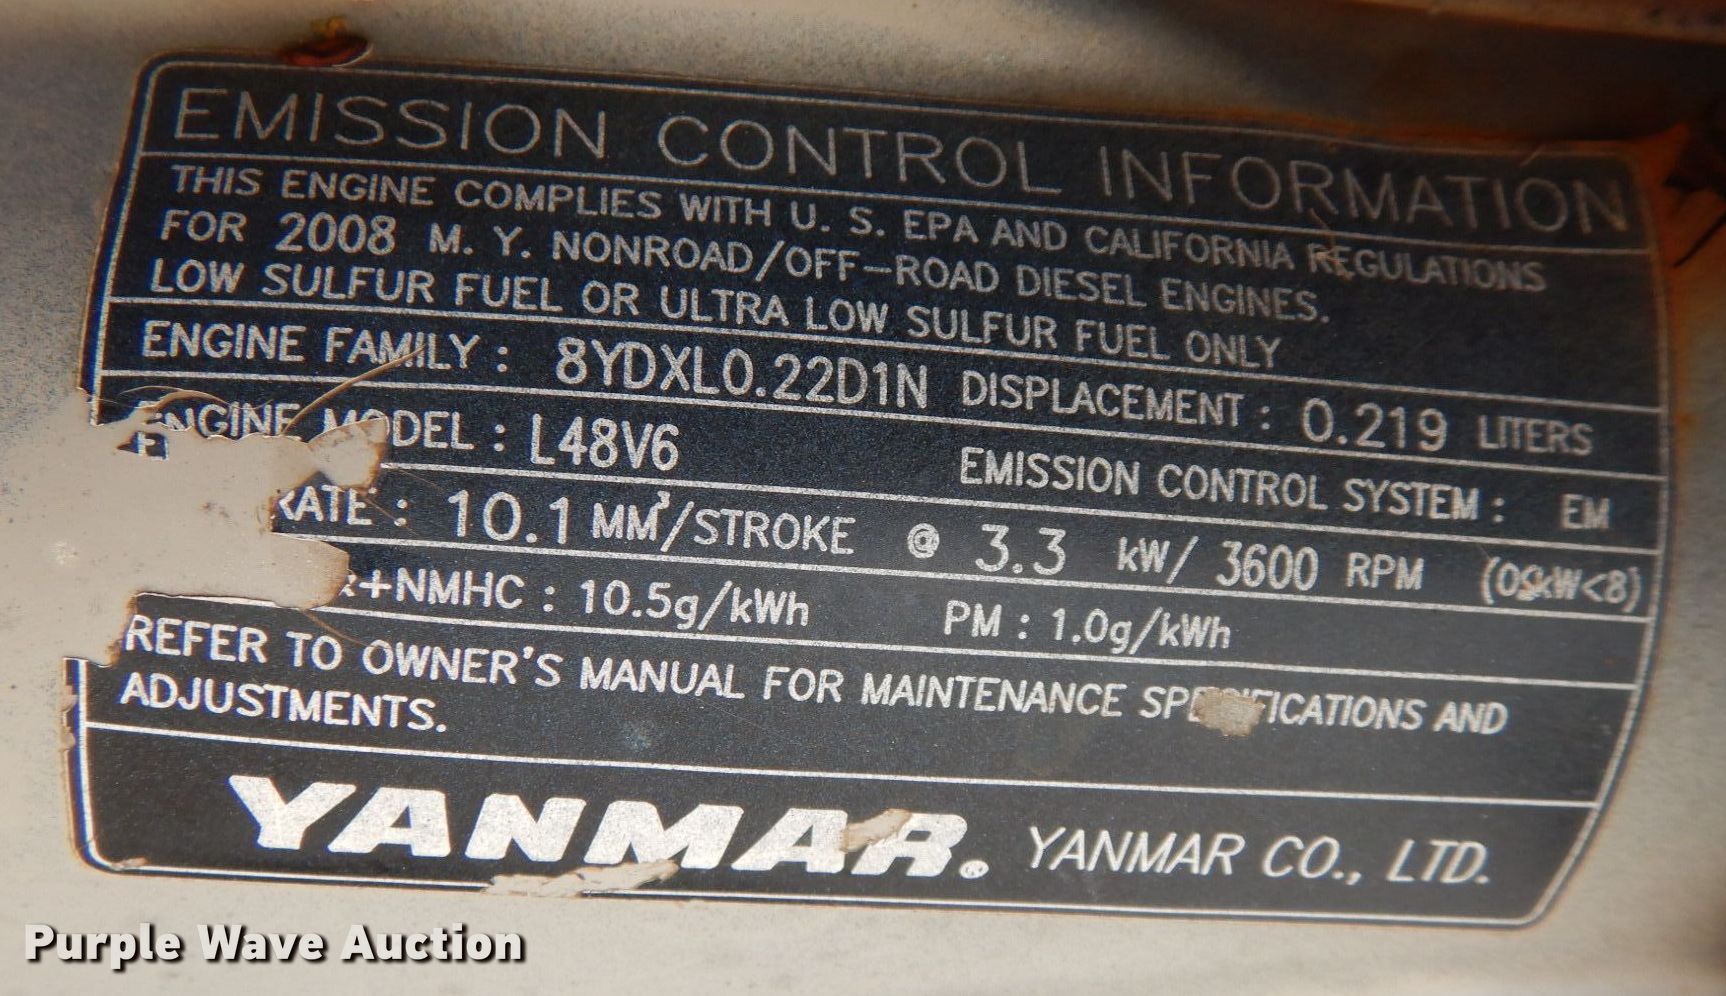 EMISSION CONTROL INFORMATION
THIS ENGINE COMPLIES WITH U. S. EPA AND CALIFORNIA REGULATIONS
FOR 2008 M. Y. NONROAD/OFF-ROAD DIESEL ENGINES.
LOW SULFUR FUEL OR ULTRA LOW SULFUR FUEL ONLY
ENGINE FAMILY : 8YDXL0.22D1N DISPLACEMENT : 0.219 LITERS
ENGINE MODEL : L48V6 EMISSION CONTROL SYSTEM : EM
RATE : 10.1 MM³/STROKE @ 3.3 kW/ 3600 RPM (0≤kW<8)
+NMHC : 10.5g/kWh PM : 1.0g/kWh
REFER TO OWNER'S MANUAL FOR MAINTENANCE SPECIFICATIONS AND
ADJUSTMENTS.
YANMAR. ® YANMAR CO., LTD.
Purple Wave Auction